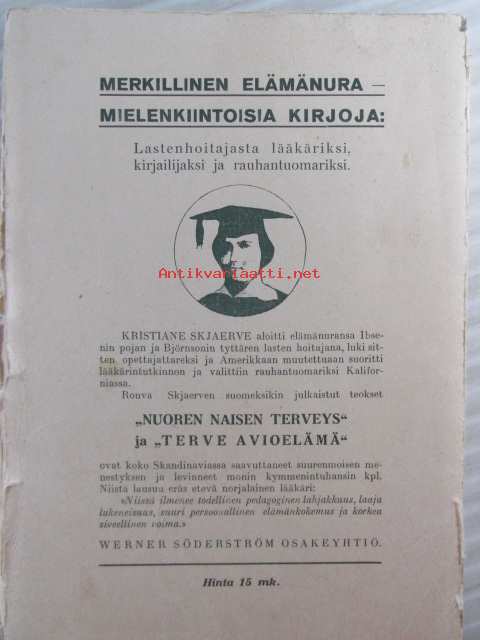 MERKILLINEN ELÄMÄNURA —
MIELENKIINTOISIA KIRJOJA:
Lastenhoitajasta lääkäriksi,
kirjailijaksi ja rauhantuomariksi.
Antikvariaatti.net
KRISTIANE SKJAERVE aloitti elämänuransa Ibse-
nin pojan ja Björnsonin tyttären lasten hoitajana, luki sit-
ten opettajattareksi ja Amerikkaan muutettuaan suoritti
lääkärintutkinnon ja valittiin rauhantuomariksi Kalifor-
niassa.
Rouva Skjaerven suomeksikin julkaistut teokset
„NUOREN NAISEN TERVEYS“
ja „TERVE AVIOELÄMÄ“
ovat koko Skandinaviassa saavuttaneet suurenmoisen me-
nestyksen ja levinneet monin kymmenintuhansin kpl.
Niistä lausuu eräs etevä norjalainen lääkäri:
»Niissä ilmenee todellinen pedagoginen lahjakkuus, laaja
lukeneisuus, suuri persoonallinen elämänkokemus ja korkea
siveellinen voima.»
WERNER SÖDERSTRÖM OSAKEYHTIÖ.
Hinta 15 mk.